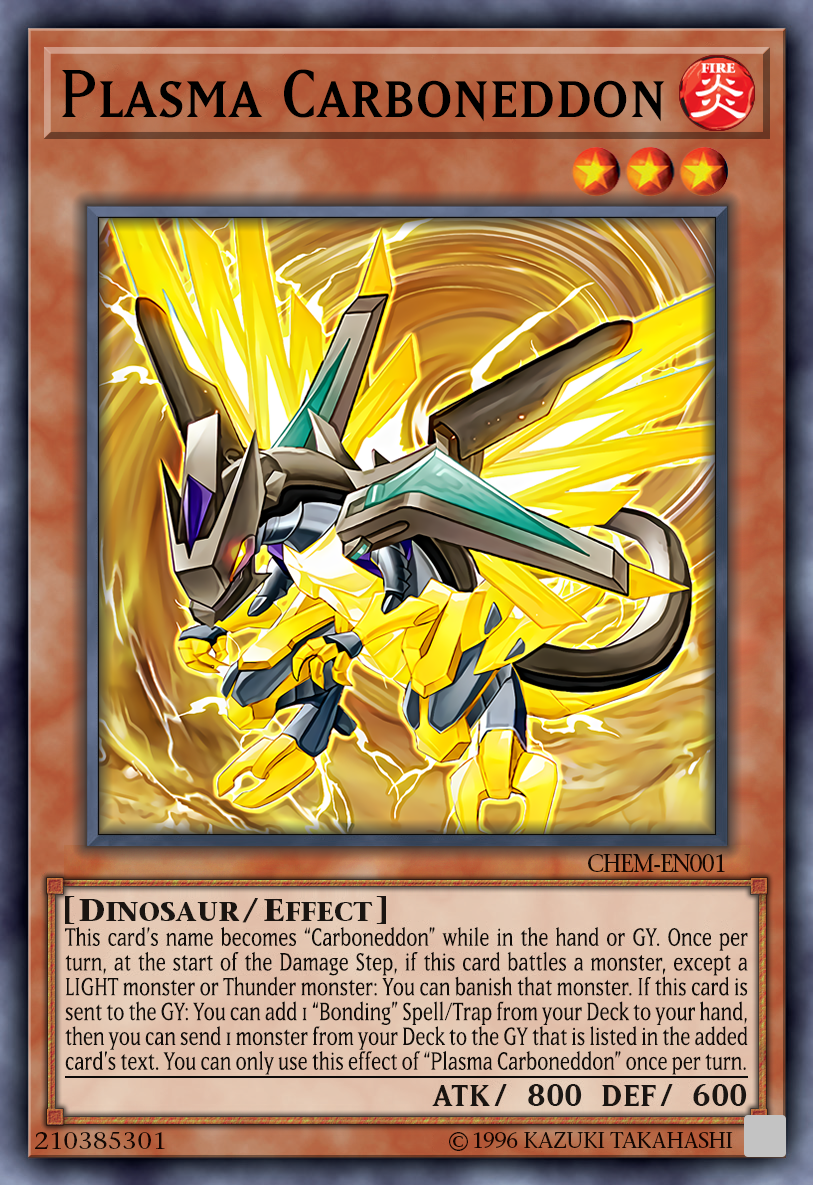 Plasma Carboneddon
FIRE
炎
CHEM-EN001
[Dinosaur/Effect]
This card's name becomes “Carboneddon” while in the hand or GY. Once per
turn, at the start of the Damage Step, if this card battles a monster, except a
LIGHT monster or Thunder monster: You can banish that monster. If this card is
sent to the GY: You can add 1 “Bonding” Spell/Trap from your Deck to your hand,
then you can send 1 monster from your Deck to the GY that is listed in the added
card's text. You can only use this effect of “Plasma Carboneddon” once per turn.
ATK/ 800 DEF/ 600
210385301 © 1996 KAZUKI TAKAHASHI